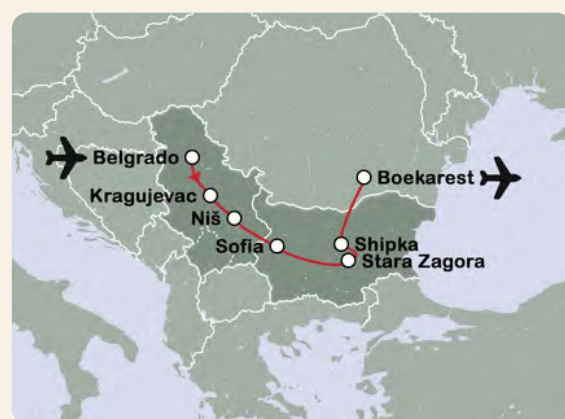 Belgrado
Boekarest
Kragujevac
Niš
Sofia
Shipka
Stara Zagora